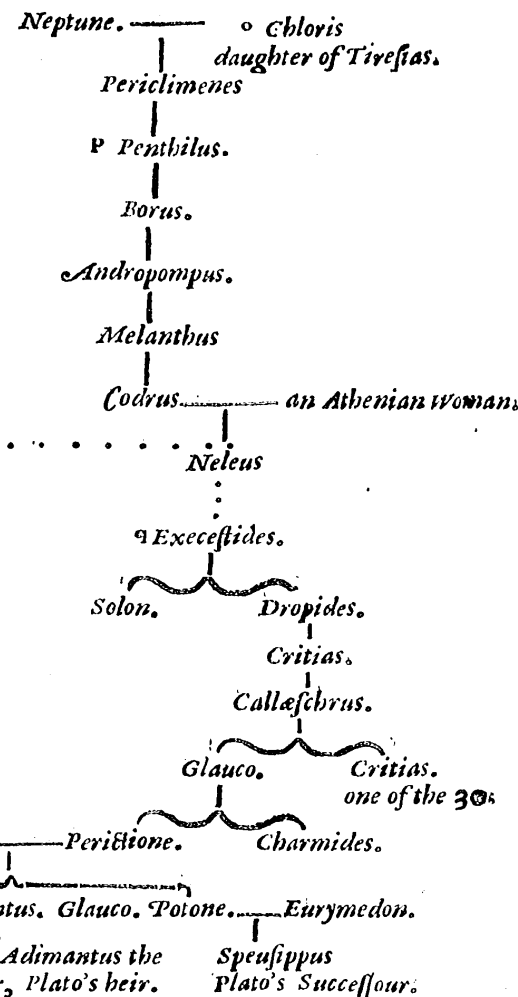 Neptune. o Chloris
daughter of Tireſias.
Periclimenes
P Penthilus.
Borus.
Andropompus.
Melanthus
Codrus an Athenian woman.
Neleus
q Execeſtides.
Solon. Dropides.
Critias.
Callæſchrus.
Glauco. Critias.
one of the 30.
Perictione. Charmides.
ntus. Glauco. Potone. Eurymedon.
Adimantus the Speuſippus
r, Plato's heir. Plato's Succeſſour.